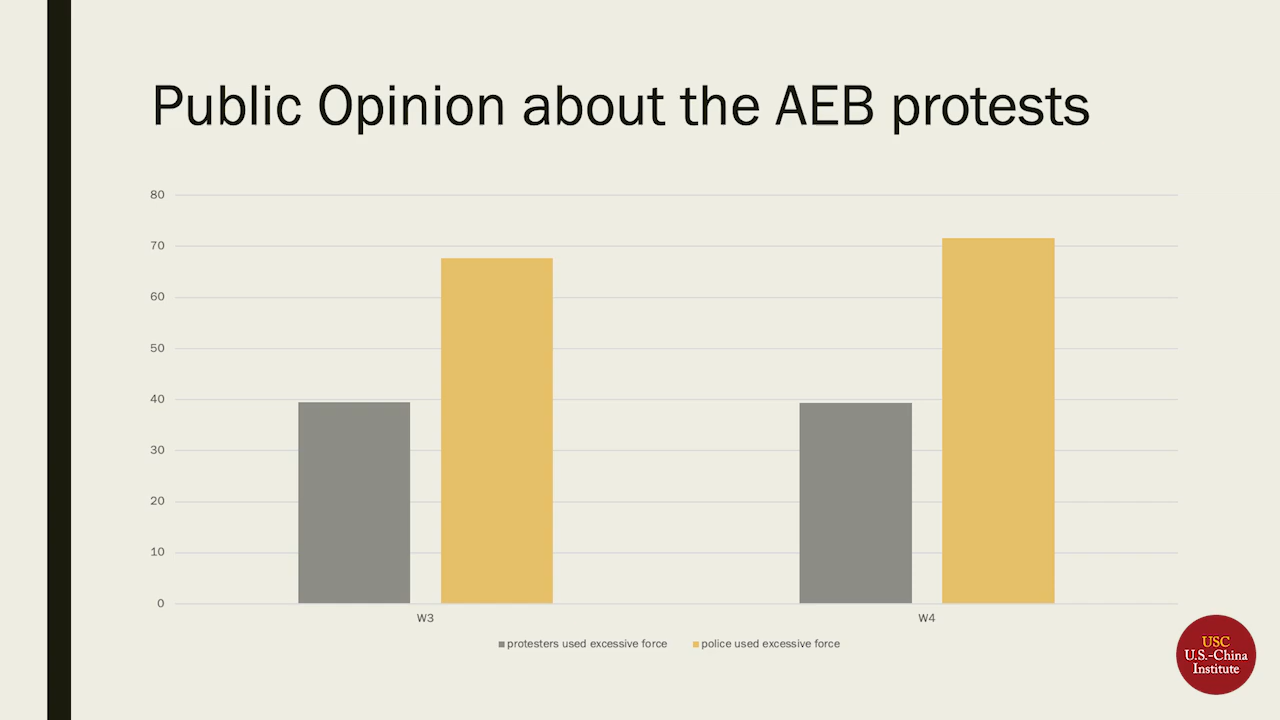 Public Opinion about the AEB protests
80
70
60
50
40
30
20
10
0
W3 W4
protesters used excessive force police used excessive force
USC
U.S.-China
Institute